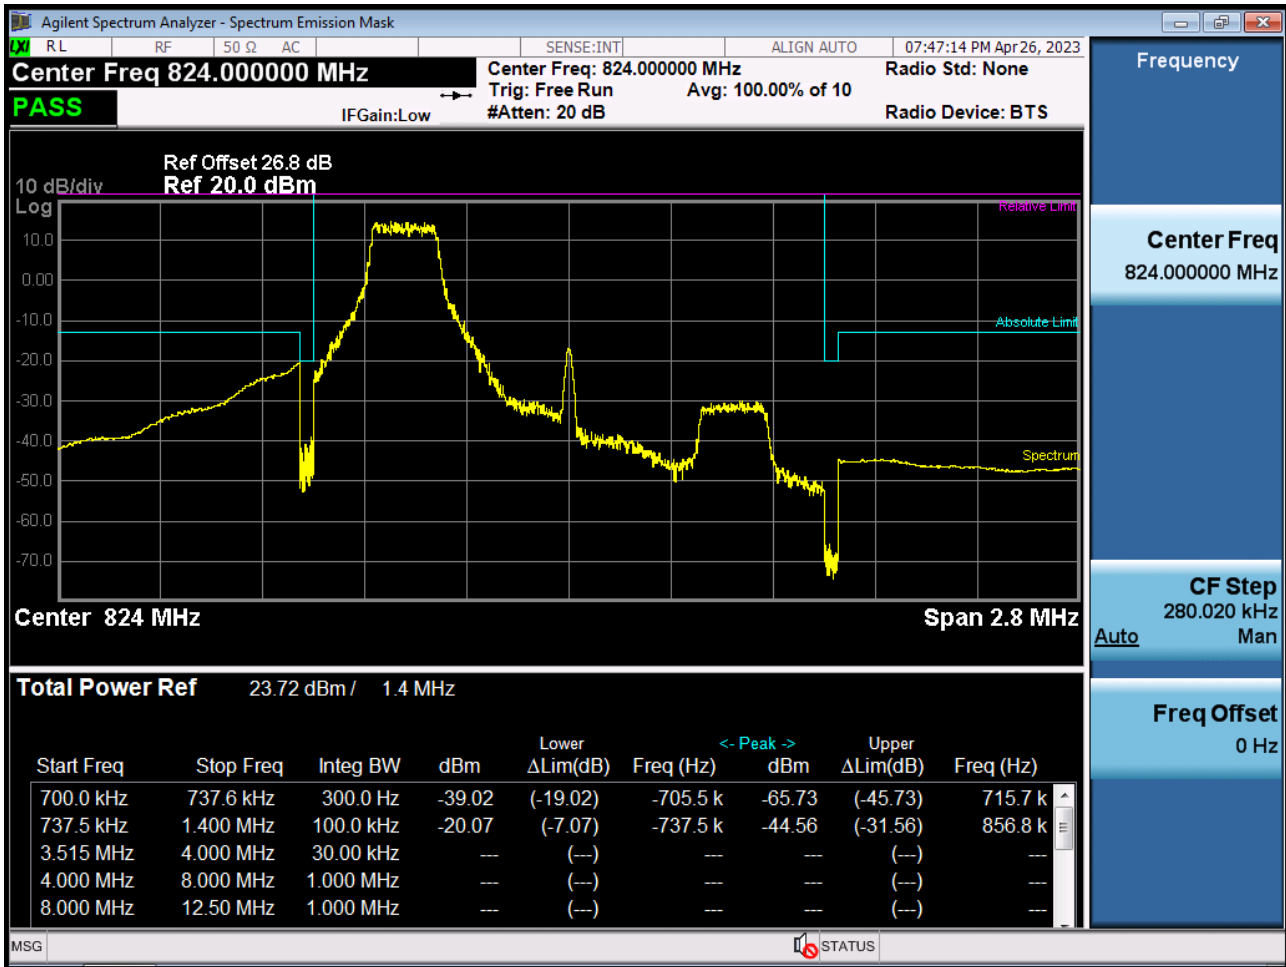 Agilent Spectrum Analyzer - Spectrum Emission Mask
LXI RL RF 50 Ω AC SENSE:INT ALIGN AUTO 07:47:14 PM Apr 26, 2023
Center Freq 824.000000 MHz
Center Freq: 824.000000 MHz Radio Std: None
Trig: Free Run Avg: 100.00% of 10
PASS
IFGain:Low #Atten: 20 dB Radio Device: BTS
Ref Offset 26.8 dB
10 dB/div Ref 20.0 dBm
Log
Relative Limit
10.0
0.00
-10.0
Absolute Limit
-20.0
-30.0
-40.0
Spectrum
-50.0
-60.0
-70.0
Center 824 MHz Span 2.8 MHz
Total Power Ref 23.72 dBm / 1.4 MHz
Lower <- Peak -> Upper
Start Freq Stop Freq Integ BW dBm ΔLim(dB) Freq (Hz) dBm ΔLim(dB) Freq (Hz)
700.0 kHz 737.6 kHz 300.0 Hz -39.02 (-19.02) -705.5 k -65.73 (-45.73) 715.7 k
737.5 kHz 1.400 MHz 100.0 kHz -20.07 (-7.07) -737.5 k -44.56 (-31.56) 856.8 k
3.515 MHz 4.000 MHz 30.00 kHz --- (---) --- --- (---) ---
4.000 MHz 8.000 MHz 1.000 MHz --- (---) --- --- (---) ---
8.000 MHz 12.50 MHz 1.000 MHz --- (---) --- --- (---) ---
MSG STATUS
Frequency
Center Freq
824.000000 MHz
CF Step
280.020 kHz
Auto Man
Freq Offset
0 Hz